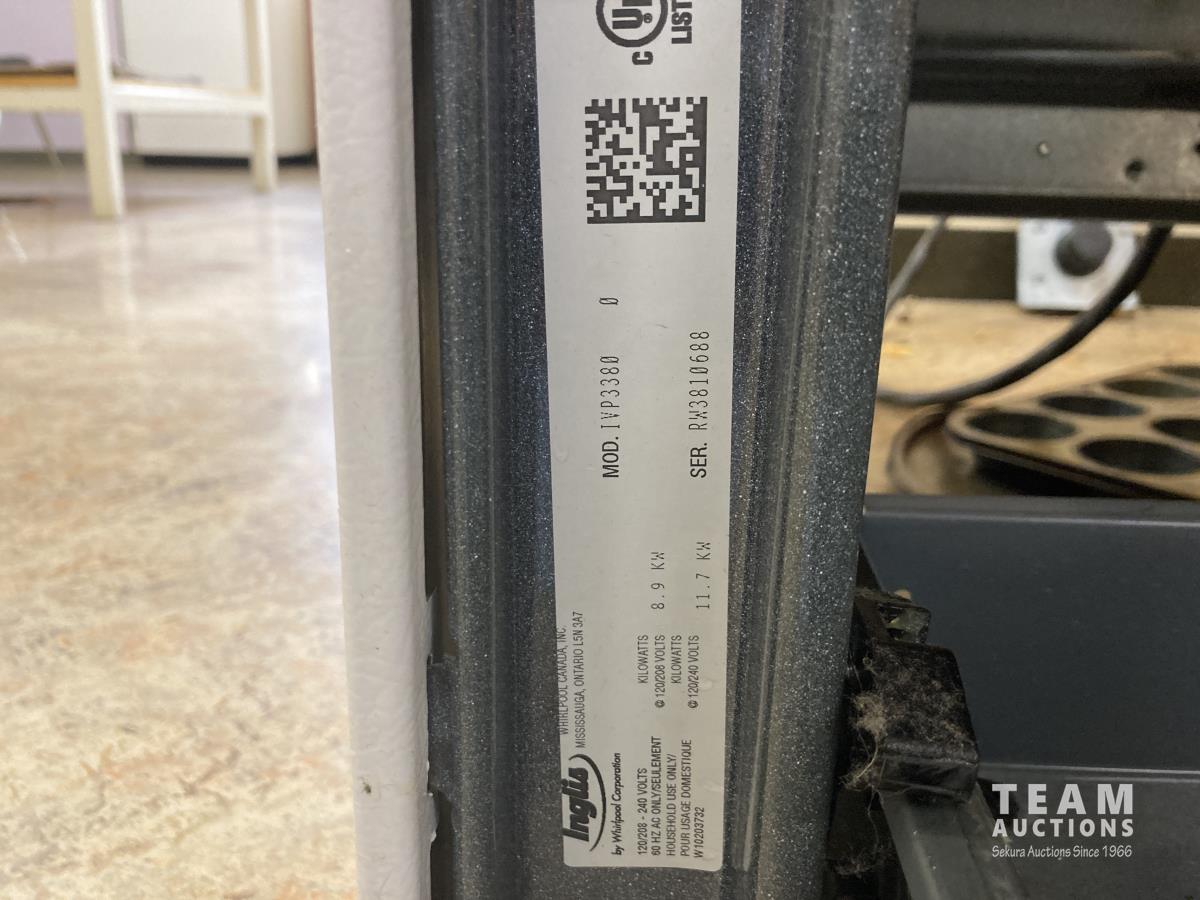 C UL ® LIST
MOD. IVP3380 0
SER. RW3810688
WHIRLPOOL CANADA, INC.
MISSISSAUGA, ONTARIO L5N 3A7
KILOWATTS
@ 120/208 VOLTS 8.9 KW
KILOWATTS
@ 120/240 VOLTS 11.7 KW
Inglis
by Whirlpool Corporation
120/208 - 240 VOLTS
60 HZ AC ONLY/SEULEMENT
HOUSEHOLD USE ONLY/
POUR USAGE DOMESTIQUE
W10203732
TEAM
AUCTIONS
Sekura Auctions Since 1966